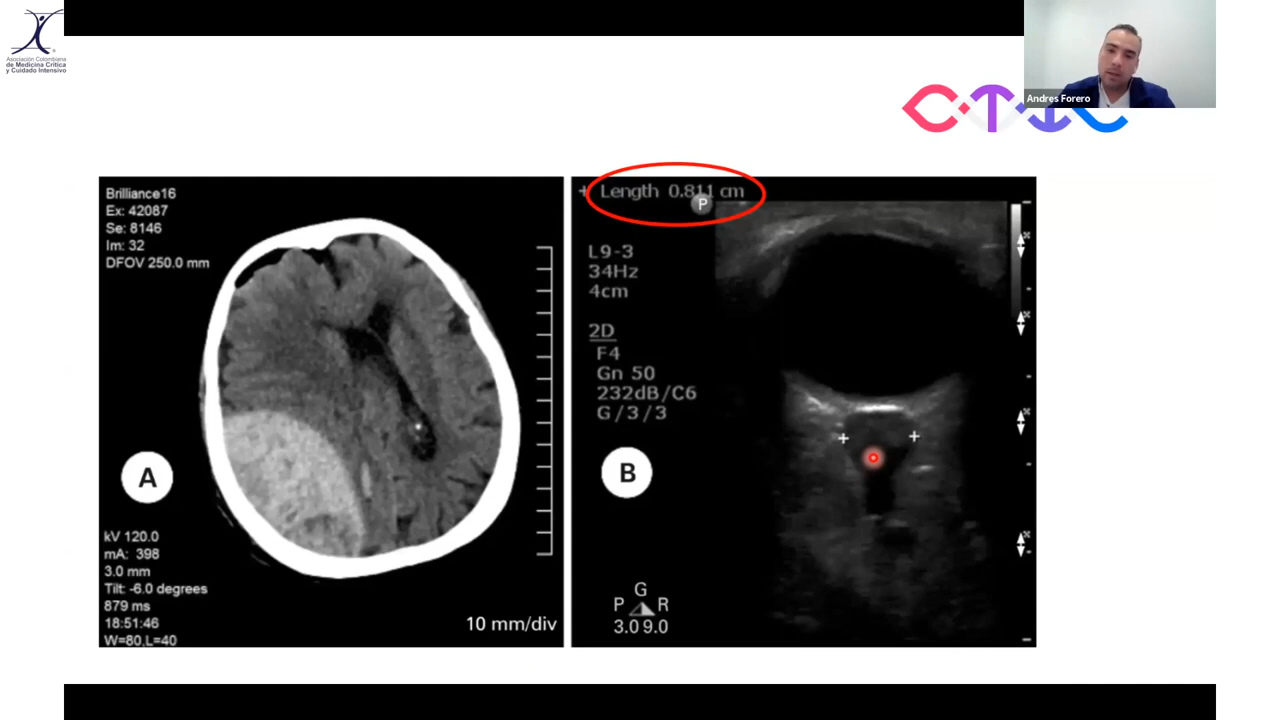 Asociación Colombiana
de Medicina Crítica
y Cuidado Intensivo
Andres Forero
CTIC
Brilliance16
Ex: 42087
Se: 8146
Im: 32
DFOV 250.0 mm
A
kV 120.0
mA: 398
3.0 mm
Tilt: -6.0 degrees
879 ms
18:51:46
W=80,L=40
10 mm/div
+ Length 0.811 cm
P
L9-3
34Hz
4cm
2D
F4
Gn 50
232dB/C6
G/3/3
B
G
P R
3.0 9.0